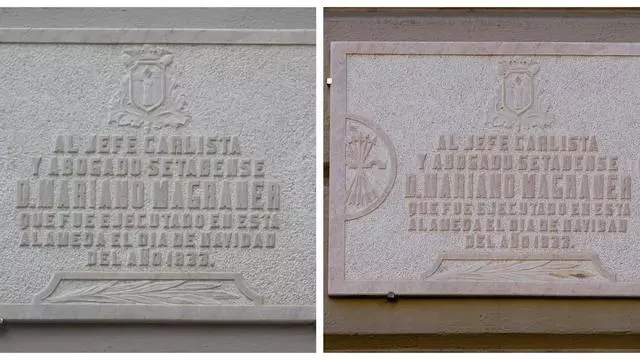 AL JEFE CARLISTA
Y ABOGADO SETABENSE
D. MARIANO MAGRANER
QUE FUE EJECUTADO EN ESTA
ALAMEDA EL DIA DE NAVIDAD
DEL AÑO 1833.
AL JEFE CARLISTA
Y ABOGADO SETABENSE
D. MARIANO MAGRANER
QUE FUE EJECUTADO EN ESTA
ALAMEDA EL DIA DE NAVIDAD
DEL AÑO 1833.